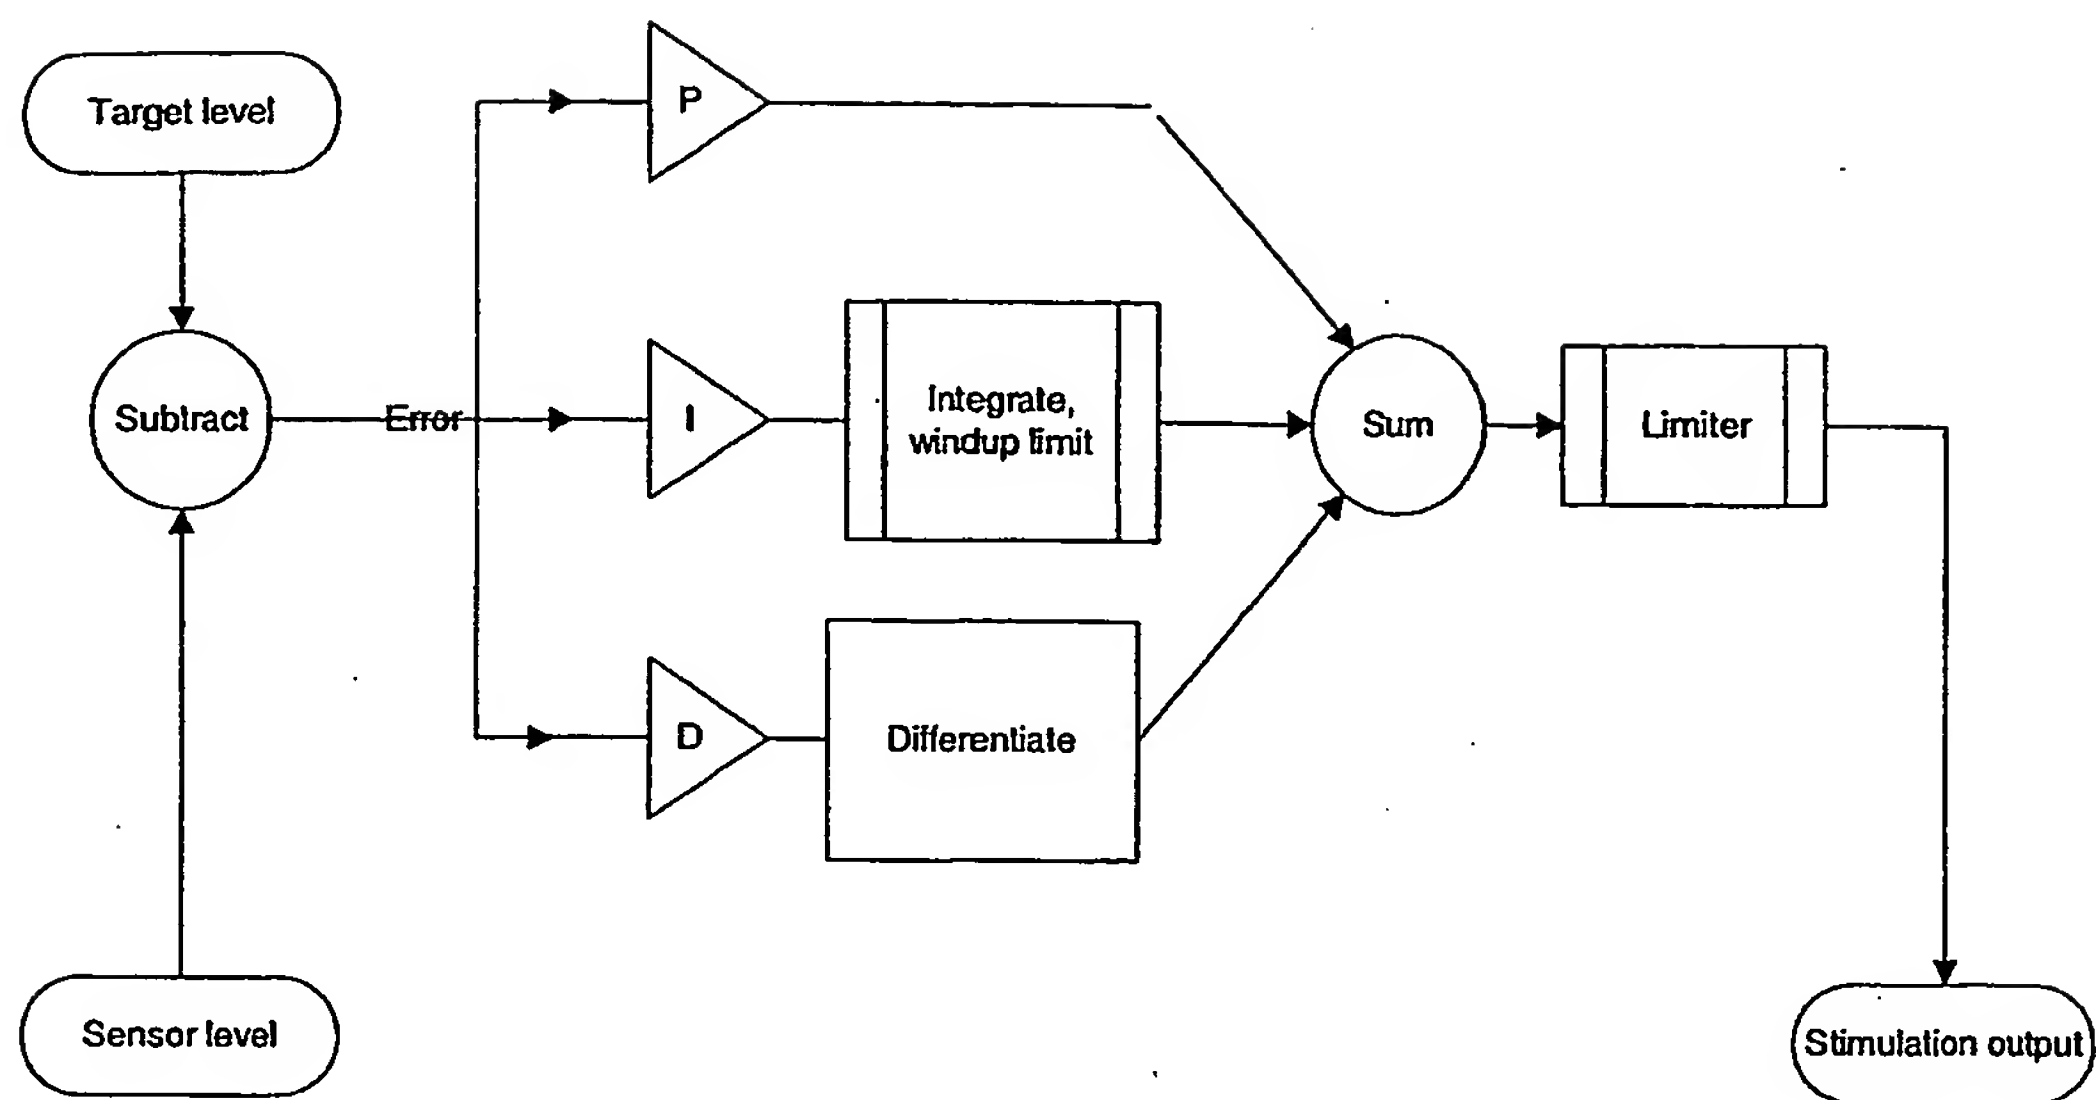 Target level
P
Subtract
Error
I
Integrate,
windup limit
Sum
Limiter
D
Differentiate
Sensor level
Stimulation output